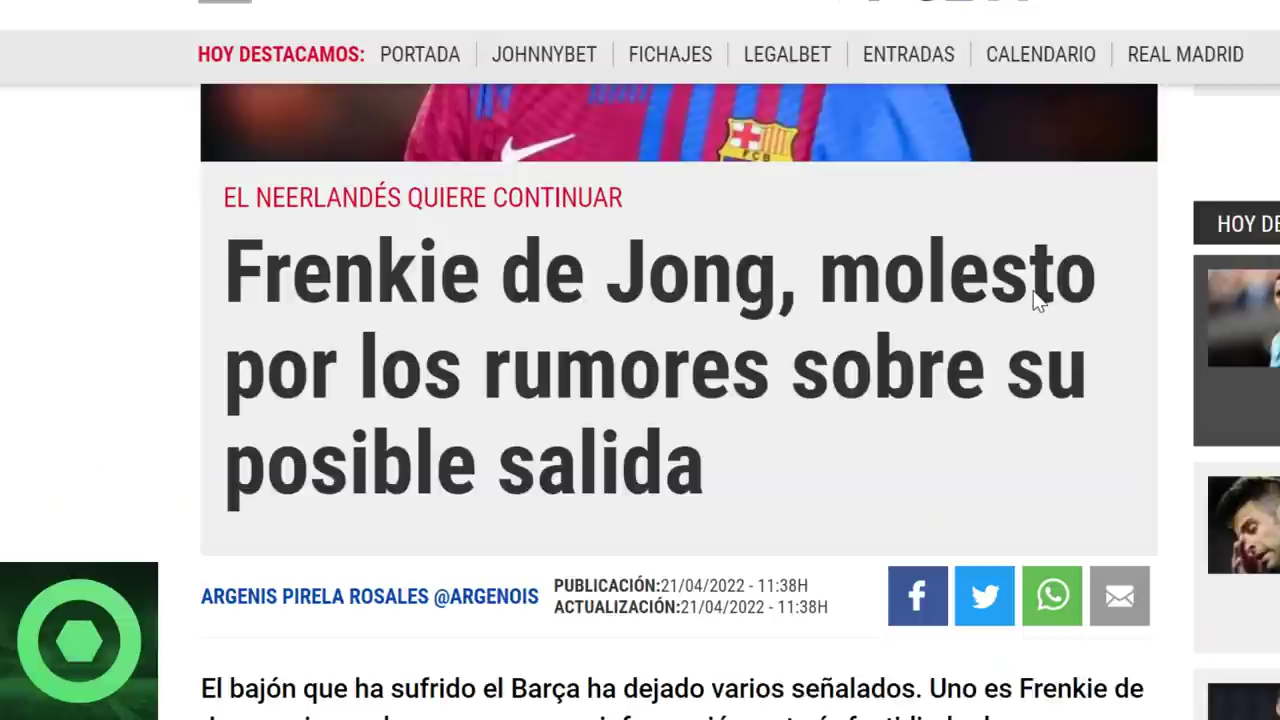 HOY DESTACAMOS: PORTADA JOHNNYBET FICHAJES LEGALBET ENTRADAS CALENDARIO REAL MADRID
FCB
EL NEERLANDÉS QUIERE CONTINUAR
Frenkie de Jong, molesto
por los rumores sobre su
posible salida
HOY DE
ARGENIS PIRELA ROSALES @ARGENOIS
PUBLICACIÓN:21/04/2022 - 11:38H
ACTUALIZACIÓN:21/04/2022 - 11:38H
El bajón que ha sufrido el Barça ha dejado varios señalados. Uno es Frenkie de